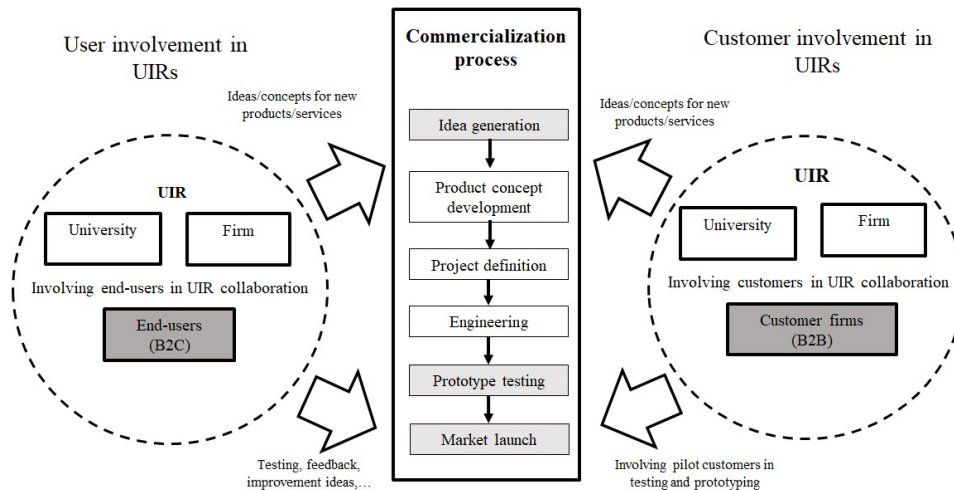 User involvement in
UIRs
Ideas/concepts for new
products/services
UIR
University
Firm
Involving end-users in UIR collaboration
End-users
(B2C)
Testing, feedback,
improvement ideas,...
Commercialization
process
Idea generation
Product concept
development
Project definition
Engineering
Prototype testing
Market launch
Customer involvement in
UIRs
Ideas/concepts for new
products/services
UIR
University
Firm
Involving customers in UIR collaboration
Customer firms
(B2B)
Involving pilot customers in
testing and prototyping